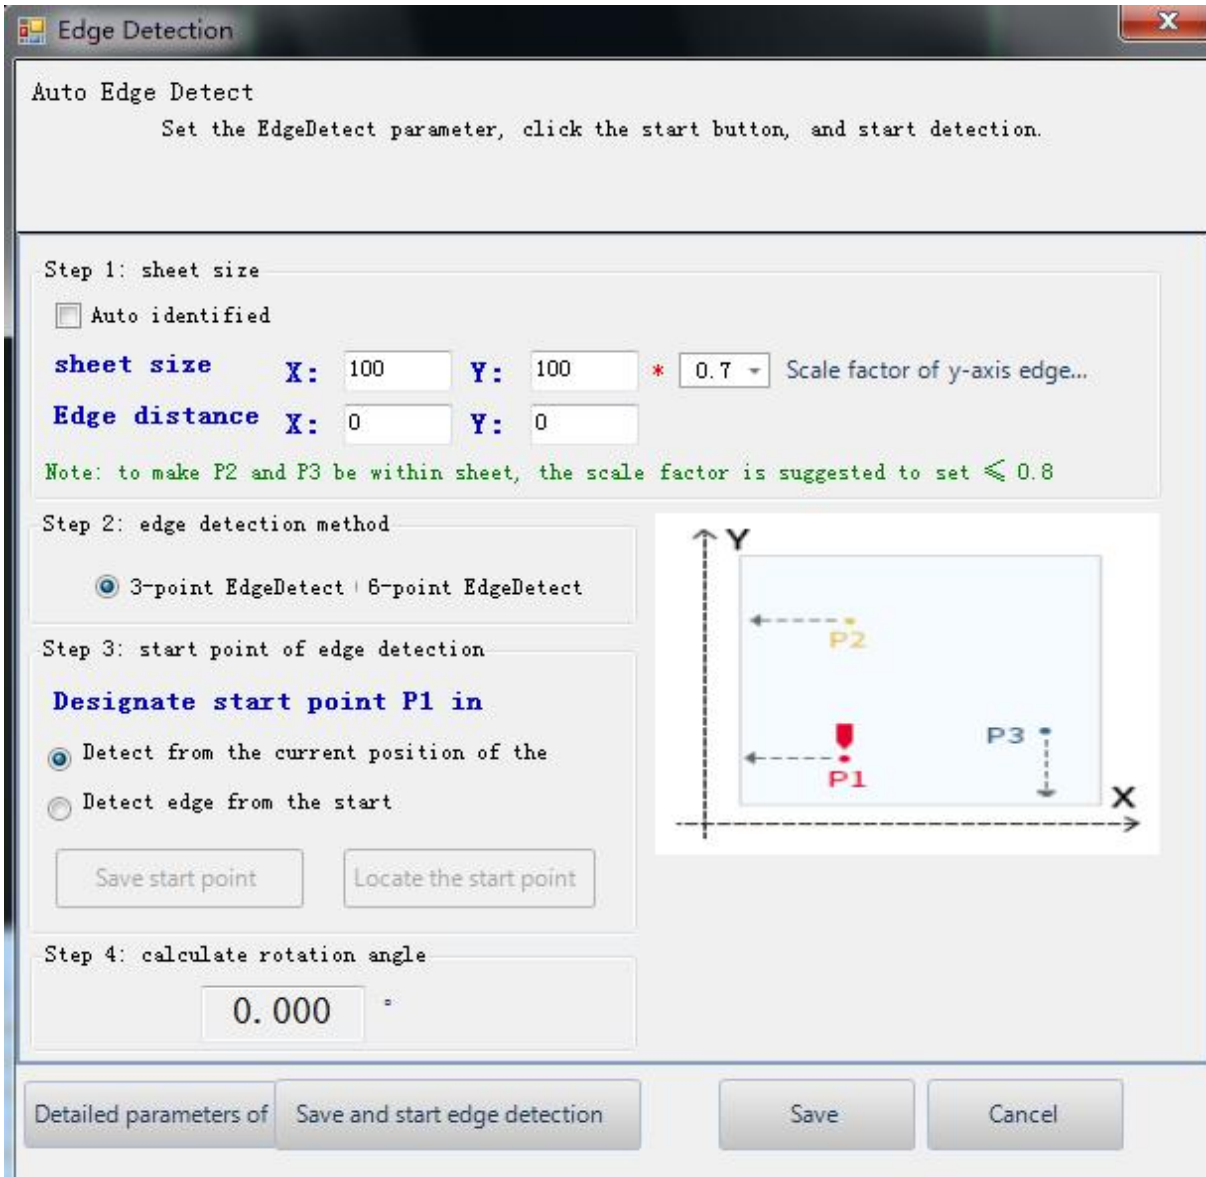 Edge Detection
Auto Edge Detect
Set the EdgeDetect parameter, click the start button, and start detection.
Step 1: sheet size
Auto identified
sheet size X: 100 Y: 100 * 0.7 Scale factor of y-axis edge...
Edge distance X: 0 Y: 0
Note: to make P2 and P3 be within sheet, the scale factor is suggested to set ≤ 0.8
Step 2: edge detection method
3-point EdgeDetect 6-point EdgeDetect
Step 3: start point of edge detection
Designate start point P1 in
Detect from the current position of the
Detect edge from the start
Save start point Locate the start point
Step 4: calculate rotation angle
0.000 °
Y
P2
P3
P1
X
Detailed parameters of Save and start edge detection Save Cancel